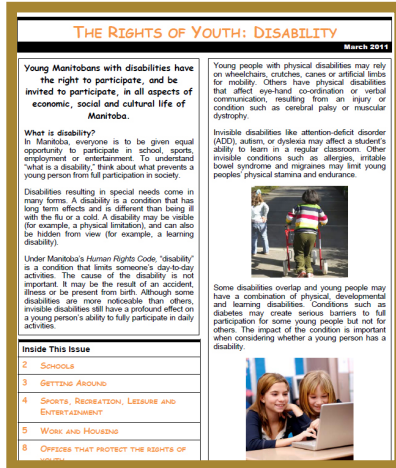 THE RIGHTS OF YOUTH: DISABILITY
March 2011
Young Manitobans with disabilities have
the right to participate, and be
invited to participate, in all aspects of
economic, social and cultural life of
Manitoba.
What is disability?
In Manitoba, everyone is to be given equal
opportunity to participate in school, sports,
employment or entertainment. To understand
"what is a disability," think about what prevents a
young person from full participation in society.
Disabilities resulting in special needs come in
many forms. A disability is a condition that has
long term effects and is different than being ill
with the flu or a cold. A disability may be visible
(for example, a physical limitation), and can also
be hidden from view (for example, a learning
disability).
Under Manitoba's Human Rights Code, "disability"
is a condition that limits someone's day-to-day
activities. The cause of the disability is not
important. It may be the result of an accident,
illness or be present from birth. Although some
disabilities are more noticeable than others,
invisible disabilities still have a profound effect on
a young person's ability to fully participate in daily
activities.
Inside This Issue
2 SCHOOLS
3 GETTING AROUND
4 SPORTS, RECREATION, LEISURE AND
ENTERTAINMENT
5 WORK AND HOUSING
8 OFFICES THAT PROTECT THE RIGHTS OF
YOUTH
Young people with physical disabilities may rely
on wheelchairs, crutches, canes or artificial limbs
for mobility. Others have physical disabilities
that affect eye-hand co-ordination or verbal
communication, resulting from an injury or
condition such as cerebral palsy or muscular
dystrophy.
Invisible disabilities like attention-deficit disorder
(ADD), autism, or dyslexia may affect a student's
ability to learn in a regular classroom. Other
invisible conditions such as allergies, irritable
bowel syndrome and migraines may limit young
peoples' physical stamina and endurance.
Some disabilities overlap and young people may
have a combination of physical, developmental
and learning disabilities. Conditions such as
diabetes may create serious barriers to full
participation for some young people but not for
others. The impact of the condition is important
when considering whether a young person has a
disability.